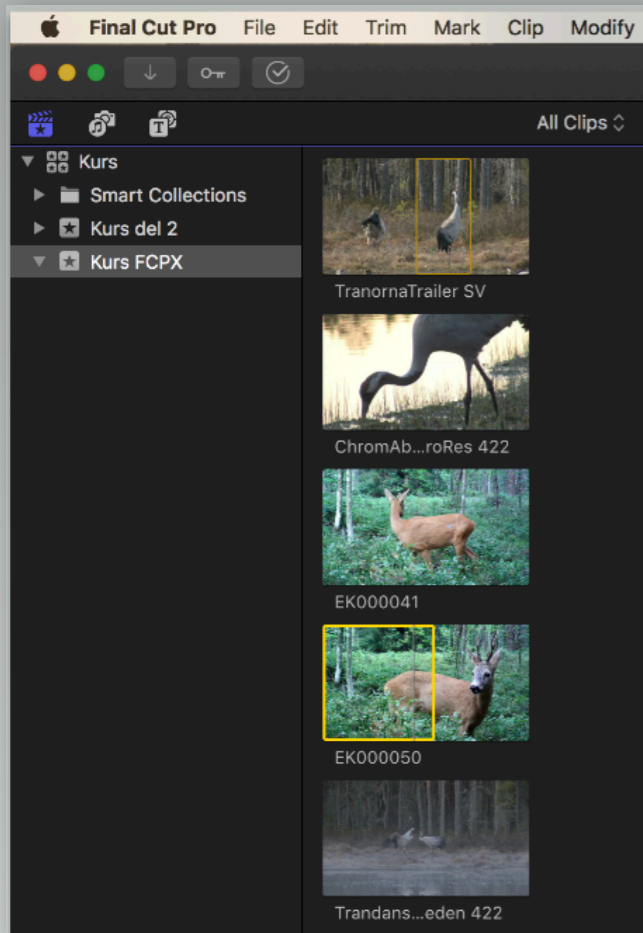 Final Cut Pro File Edit Trim Mark Clip Modify
All Clips
Kurs
Smart Collections
Kurs del 2
Kurs FCPX
TranornaTrailer SV
ChromAb...roRes 422
EK000041
EK000050
Trandans...eden 422